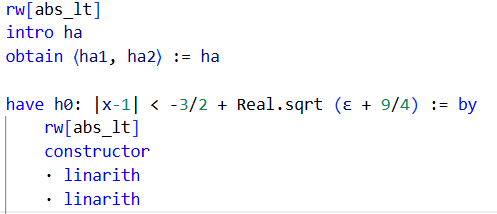 rw[abs_lt]
intro ha
obtain ⟨ha1, ha2⟩ := ha
have h0: |x-1| < -3/2 + Real.sqrt (ε + 9/4) := by
rw[abs_lt]
constructor
· linarith
· linarith